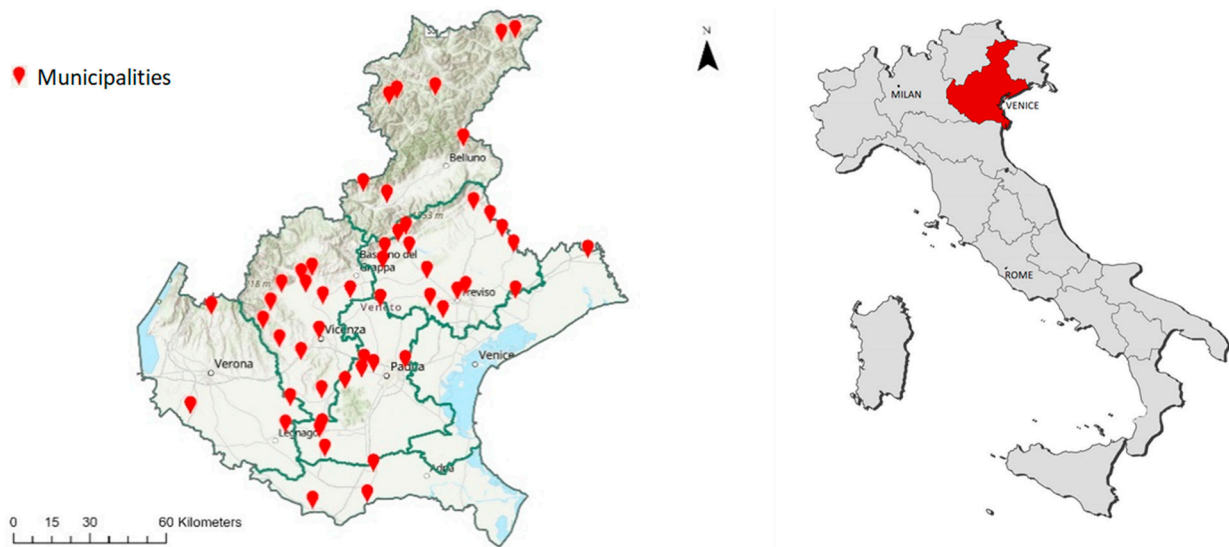 N
Municipalities
MILAN
VENICE
Belluno
Bassano del
Grappa
Treviso
Veneto
Vicenza
Venice
Verona
Padua
ROME
Legnago
Adria
0 15 30 60 Kilometers